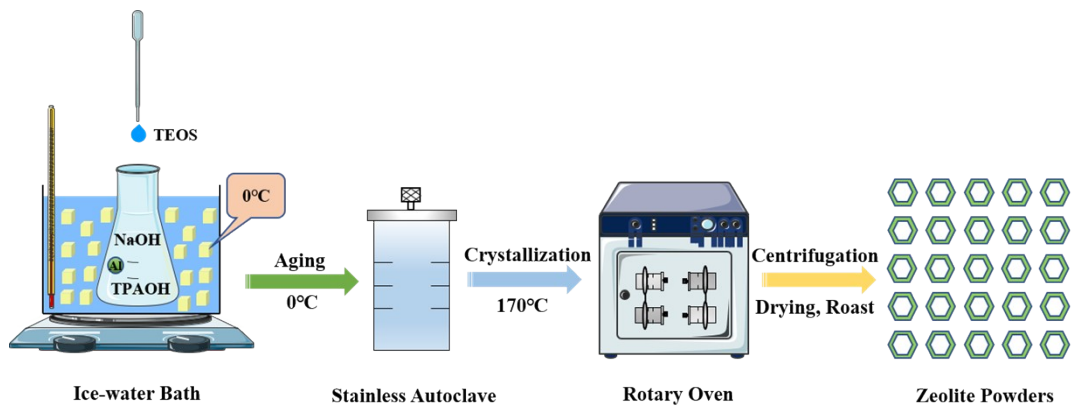 TEOS
0℃
NaOH
Al
TPAOH
Aging
0℃
Crystallization
170℃
Centrifugation
Drying, Roast
Ice-water Bath
Stainless Autoclave
Rotary Oven
Zeolite Powders